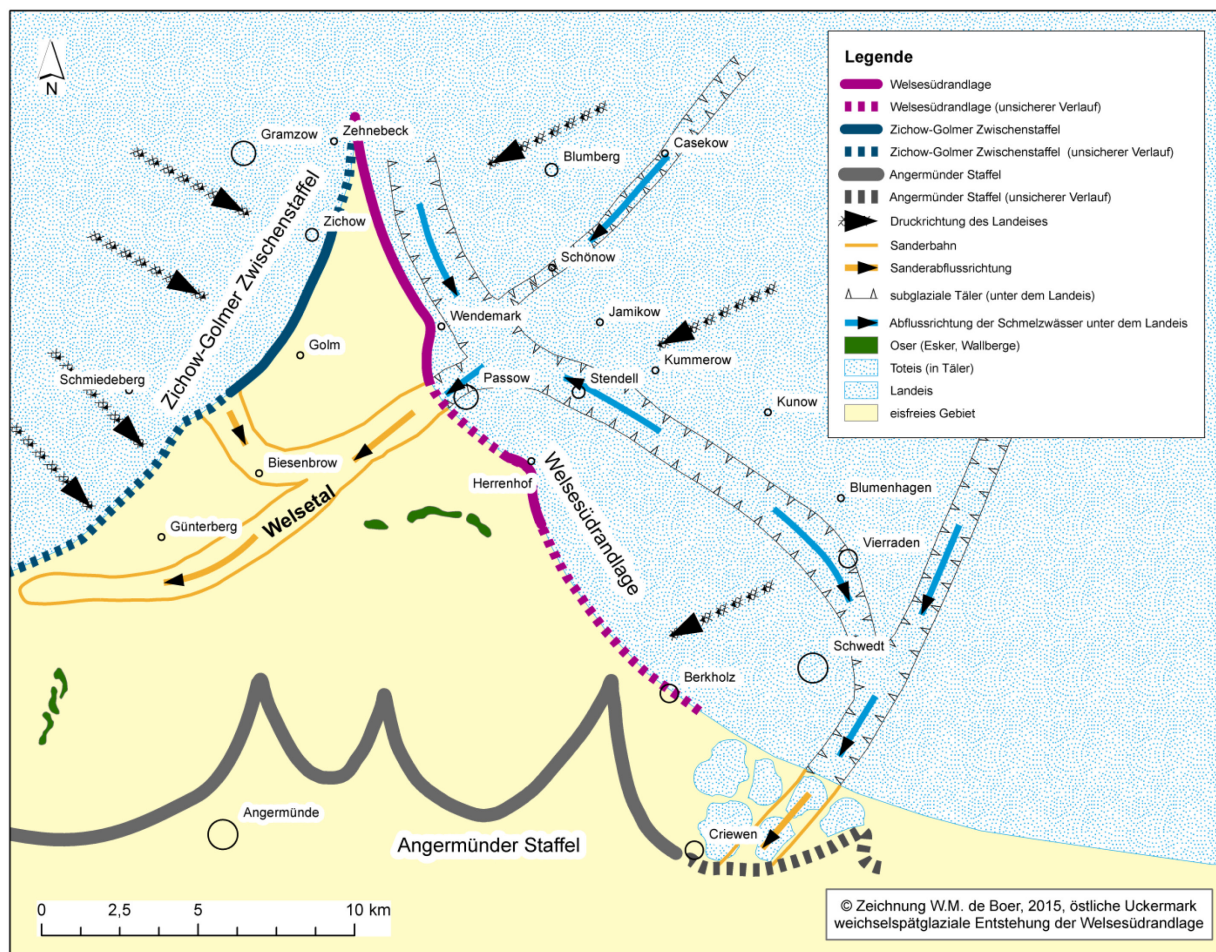 N
Gramzow
Zehnebeck
Blumberg
Casekow
Zichow
Zichow-Golmer Zwischenstaffel
Schönow
Wendemark
Jamikow
Golm
Kummerow
Schmiedeberg
Passow
Stendell
Kunow
Biesenbrow
Herrenhof
Welsesüdrandlage
Welsetal
Günterberg
Blumenhagen
Vierraden
Schwedt
Berkholz
Angermünde
Angermünder Staffel
Criewen
0 2,5 5 10 km
Legende
Welsesüdrandlage
Welsesüdrandlage (unsicherer Verlauf)
Zichow-Golmer Zwischenstaffel
Zichow-Golmer Zwischenstaffel (unsicherer Verlauf)
Angermünder Staffel
Angermünder Staffel (unsicherer Verlauf)
Druckrichtung des Landeises
Sanderbahn
Sanderabflussrichtung
subglaziale Täler (unter dem Landeis)
Abflussrichtung der Schmelzwässer unter dem Landeis
Oser (Esker, Wallberge)
Toteis (in Täler)
Landeis
eisfreies Gebiet
© Zeichnung W.M. de Boer, 2015, östliche Uckermark
weichselspätglaziale Entstehung der Welsesüdrandlage